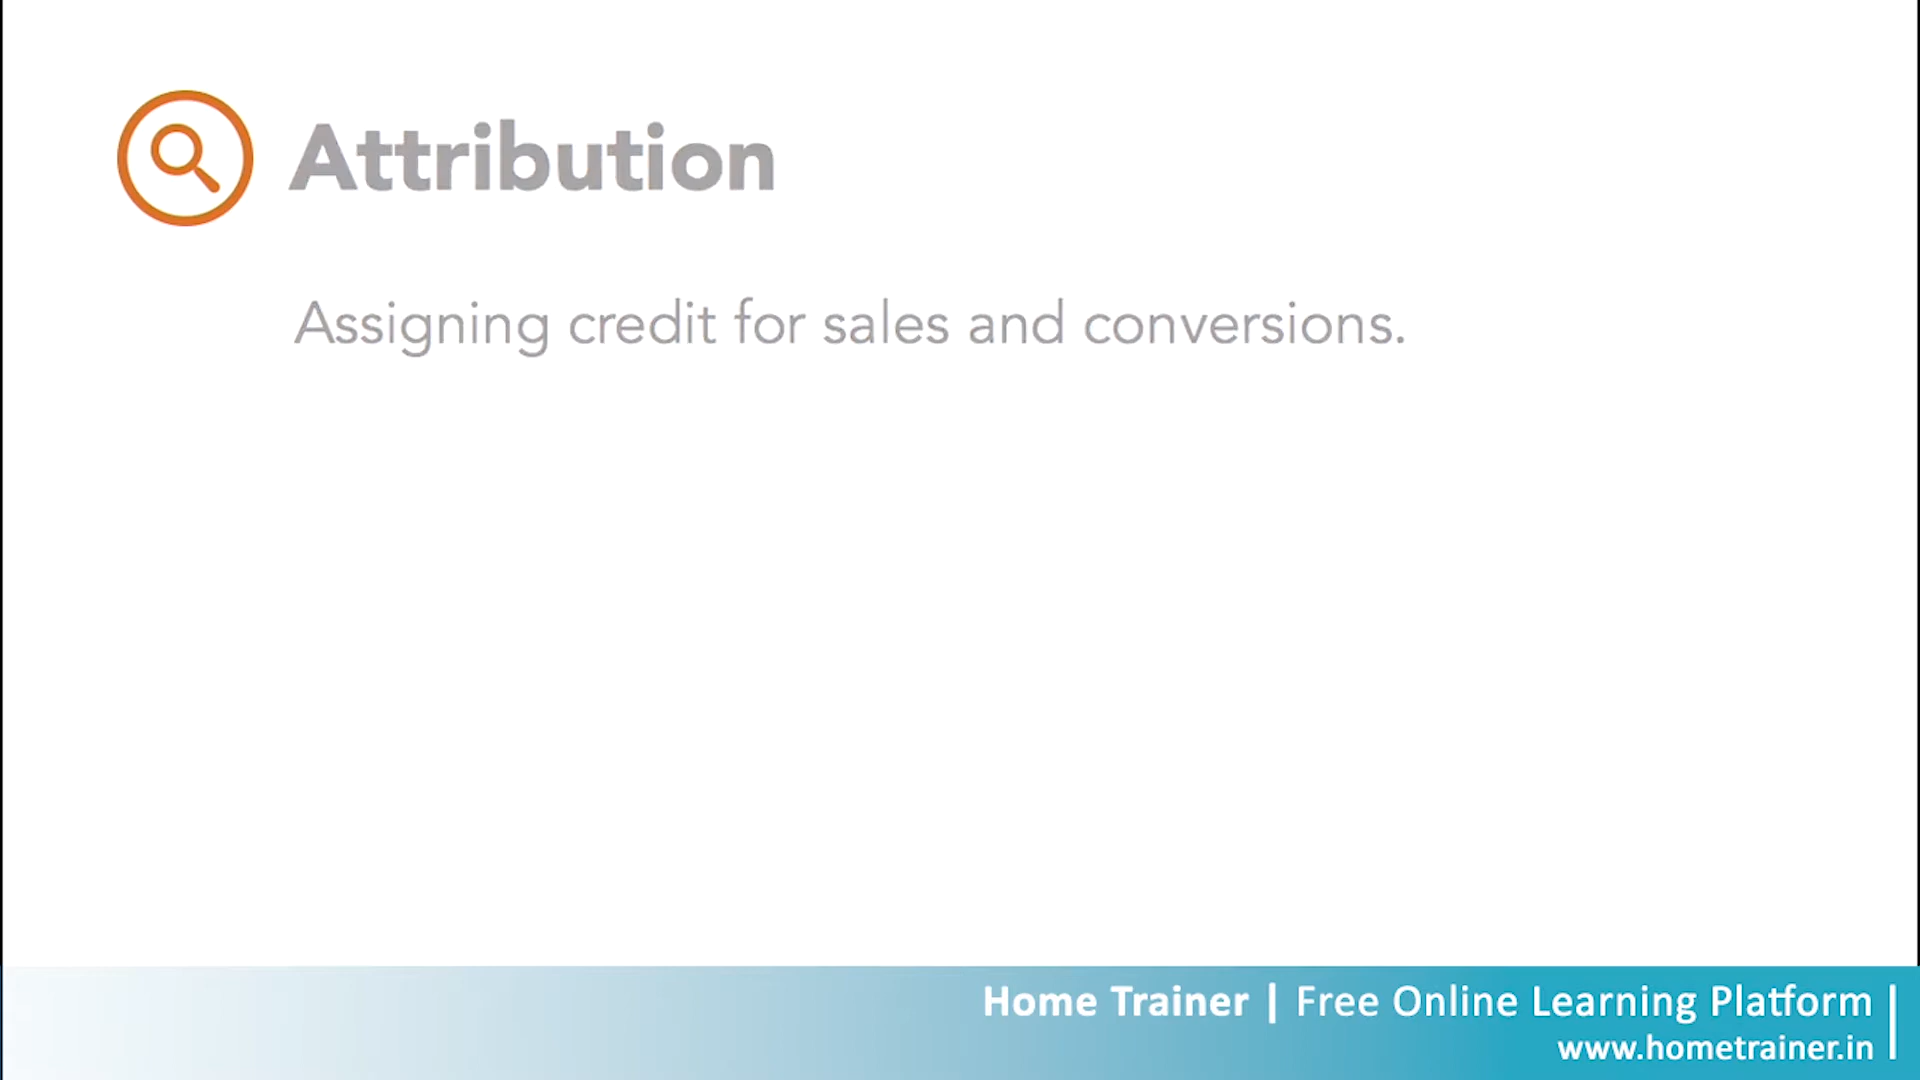 Attribution
Assigning credit for sales and conversions.
Home Trainer | Free Online Learning Platform
www.hometrainer.in